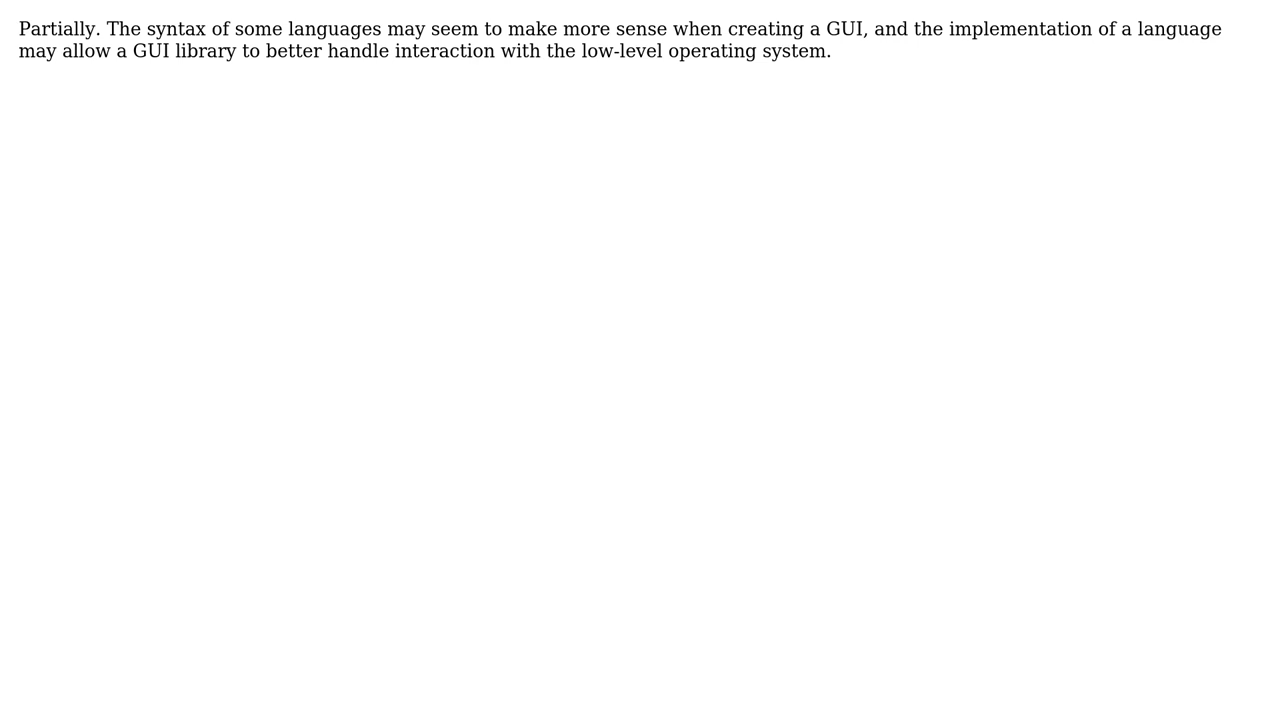 Partially. The syntax of some languages may seem to make more sense when creating a GUI, and the implementation of a language
may allow a GUI library to better handle interaction with the low-level operating system.